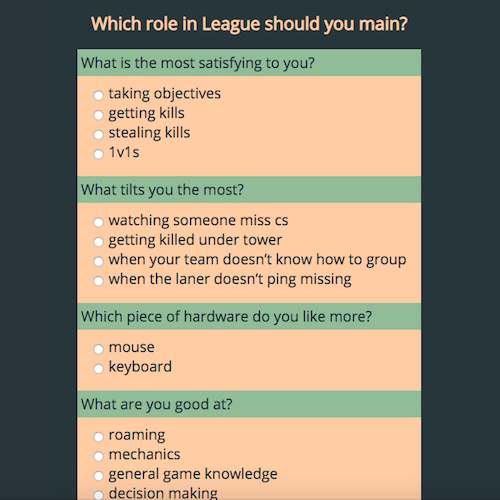 Which role in League should you main?
What is the most satisfying to you?
taking objectives
getting kills
stealing kills
1v1s
What tilts you the most?
watching someone miss cs
getting killed under tower
when your team doesn't know how to group
when the laner doesn't ping missing
Which piece of hardware do you like more?
mouse
keyboard
What are you good at?
roaming
mechanics
general game knowledge
decision making